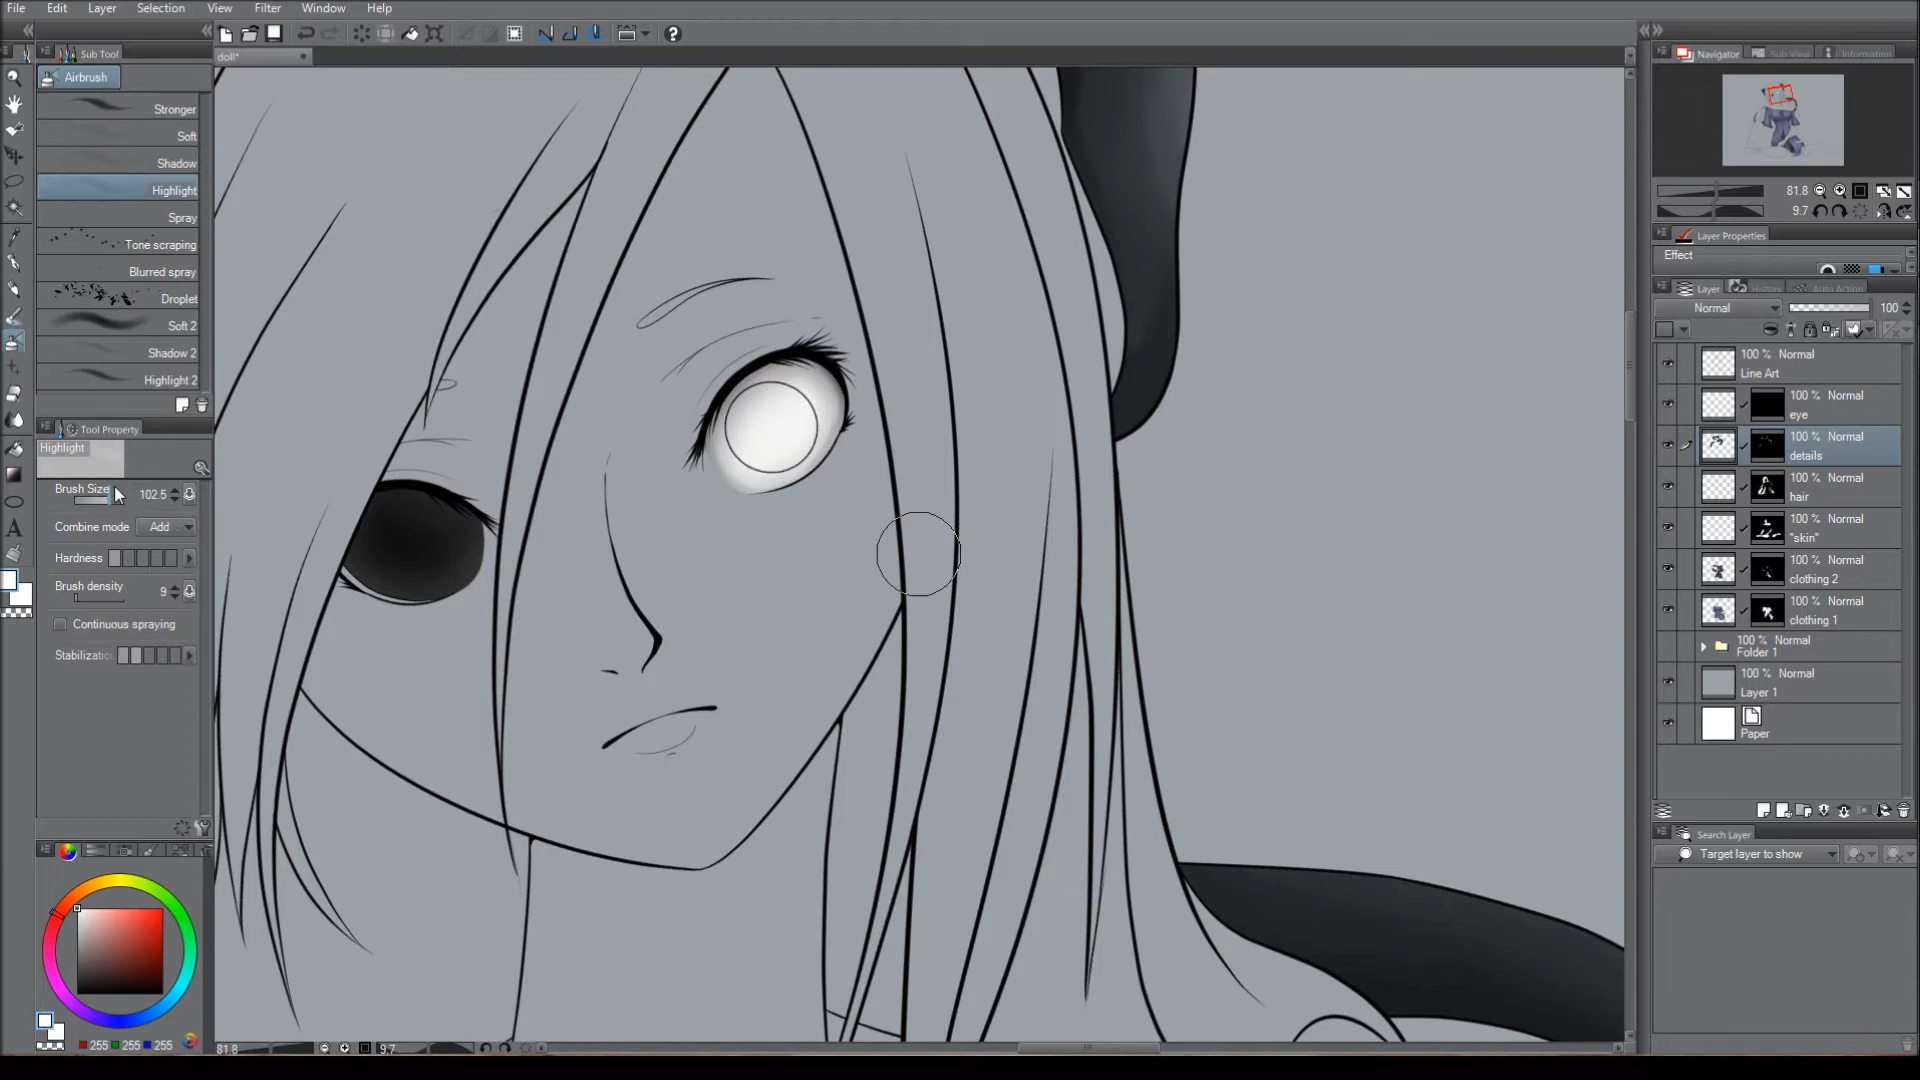 File Edit Layer Selection View Filter Window Help
Sub Tool
doll*
Navigator Sub View Information
Airbrush
Stronger
Soft
Shadow
Highlight
Spray
Tone scraping
Blurred spray
Droplet
Soft 2
Shadow 2
Highlight 2
Tool Property
Highlight
Brush Size 102.5
Combine mode Add
Hardness
Brush density 9
Continuous spraying
Stabilizatio
255 255 255
81.8 9.7
81.8
9.7
Layer Properties
Effect
Layer History Auto Action
Normal 100
100 % Normal
Line Art
100 % Normal
eye
100 % Normal
details
100 % Normal
hair
100 % Normal
"skin"
100 % Normal
clothing 2
100 % Normal
clothing 1
100 % Normal
Folder 1
100 % Normal
Layer 1
Paper
Search Layer
Target layer to show